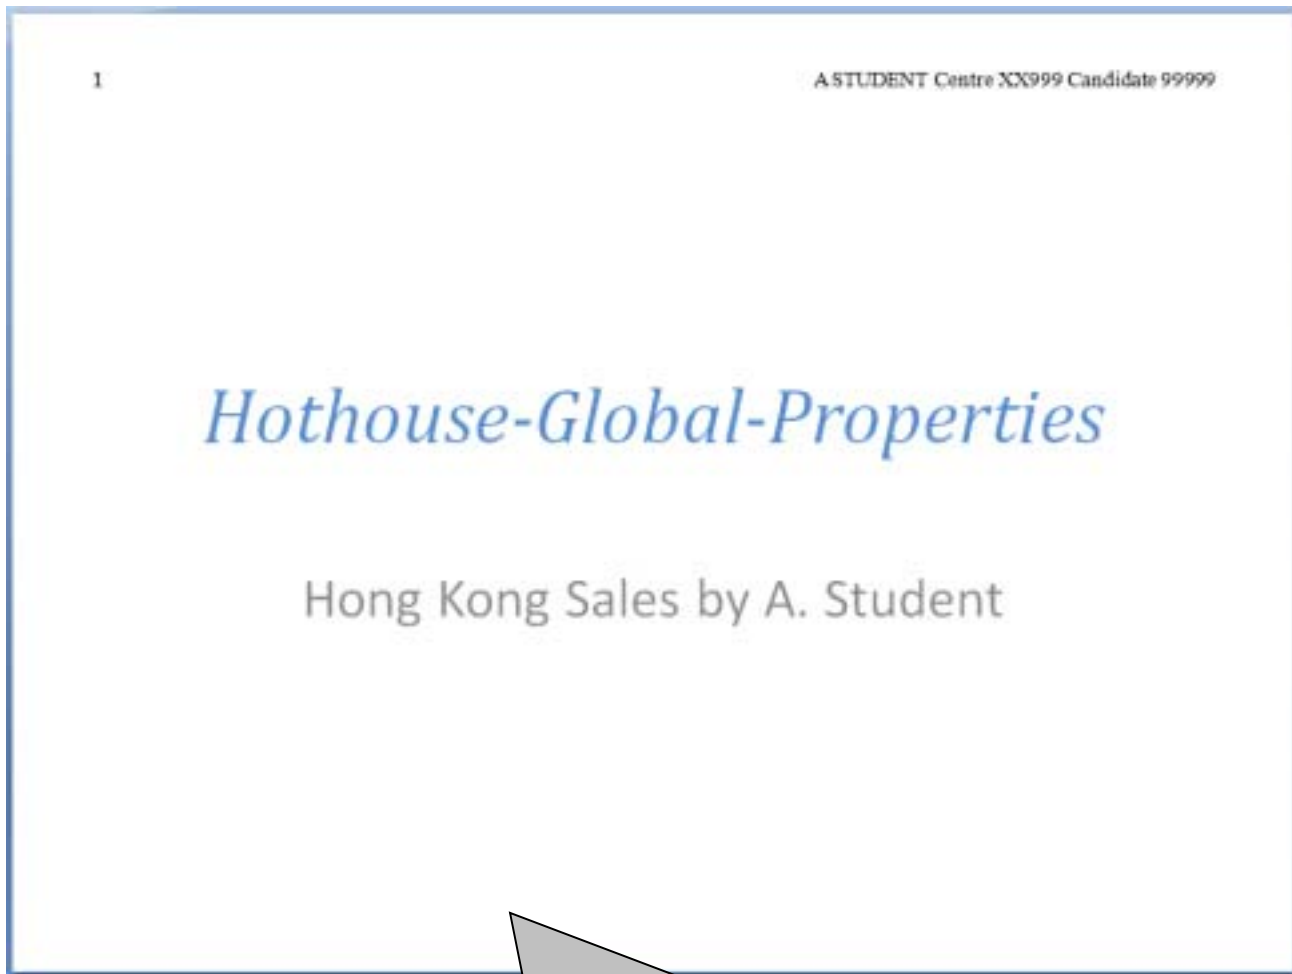 1 A STUDENT Centre XX999 Candidate 99999
Hothouse-Global-Properties
Hong Kong Sales by A. Student